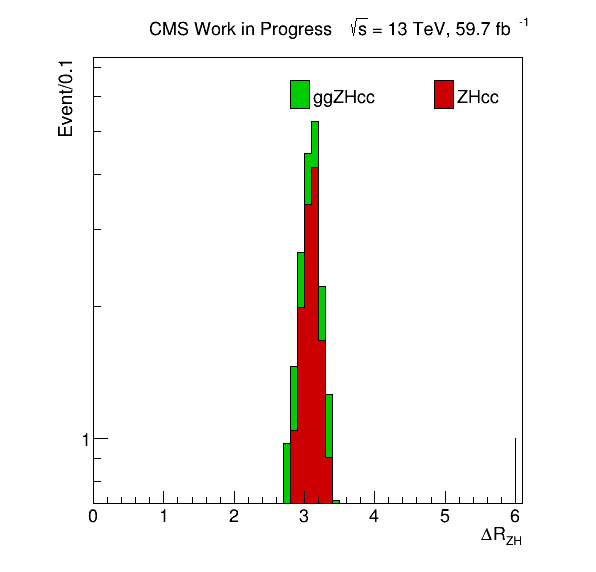 CMS Work in Progress √s = 13 TeV, 59.7 fb -1
Event/0.1
ggZHcc ZHcc
1
0 1 2 3 4 5 6
ΔR_ZH